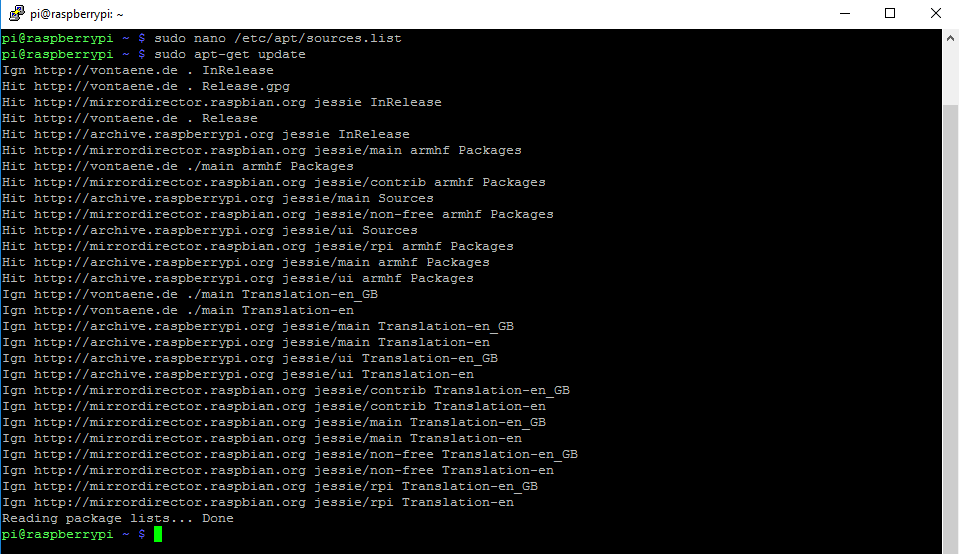 pi@raspberrypi: ~
pi@raspberrypi ~ $ sudo nano /etc/apt/sources.list
pi@raspberrypi ~ $ sudo apt-get update
Ign http://vontaene.de . InRelease
Hit http://vontaene.de . Release.gpg
Hit http://mirrordirector.raspbian.org jessie InRelease
Hit http://vontaene.de . Release
Hit http://archive.raspberrypi.org jessie InRelease
Hit http://mirrordirector.raspbian.org jessie/main armhf Packages
Hit http://vontaene.de ./main armhf Packages
Hit http://mirrordirector.raspbian.org jessie/contrib armhf Packages
Hit http://archive.raspberrypi.org jessie/main Sources
Hit http://mirrordirector.raspbian.org jessie/non-free armhf Packages
Hit http://archive.raspberrypi.org jessie/ui Sources
Hit http://mirrordirector.raspbian.org jessie/rpi armhf Packages
Hit http://archive.raspberrypi.org jessie/main armhf Packages
Hit http://archive.raspberrypi.org jessie/ui armhf Packages
Ign http://vontaene.de ./main Translation-en_GB
Ign http://vontaene.de ./main Translation-en
Ign http://archive.raspberrypi.org jessie/main Translation-en_GB
Ign http://archive.raspberrypi.org jessie/main Translation-en
Ign http://archive.raspberrypi.org jessie/ui Translation-en_GB
Ign http://archive.raspberrypi.org jessie/ui Translation-en
Ign http://mirrordirector.raspbian.org jessie/contrib Translation-en_GB
Ign http://mirrordirector.raspbian.org jessie/contrib Translation-en
Ign http://mirrordirector.raspbian.org jessie/main Translation-en_GB
Ign http://mirrordirector.raspbian.org jessie/main Translation-en
Ign http://mirrordirector.raspbian.org jessie/non-free Translation-en_GB
Ign http://mirrordirector.raspbian.org jessie/non-free Translation-en
Ign http://mirrordirector.raspbian.org jessie/rpi Translation-en_GB
Ign http://mirrordirector.raspbian.org jessie/rpi Translation-en
Reading package lists... Done
pi@raspberrypi ~ $